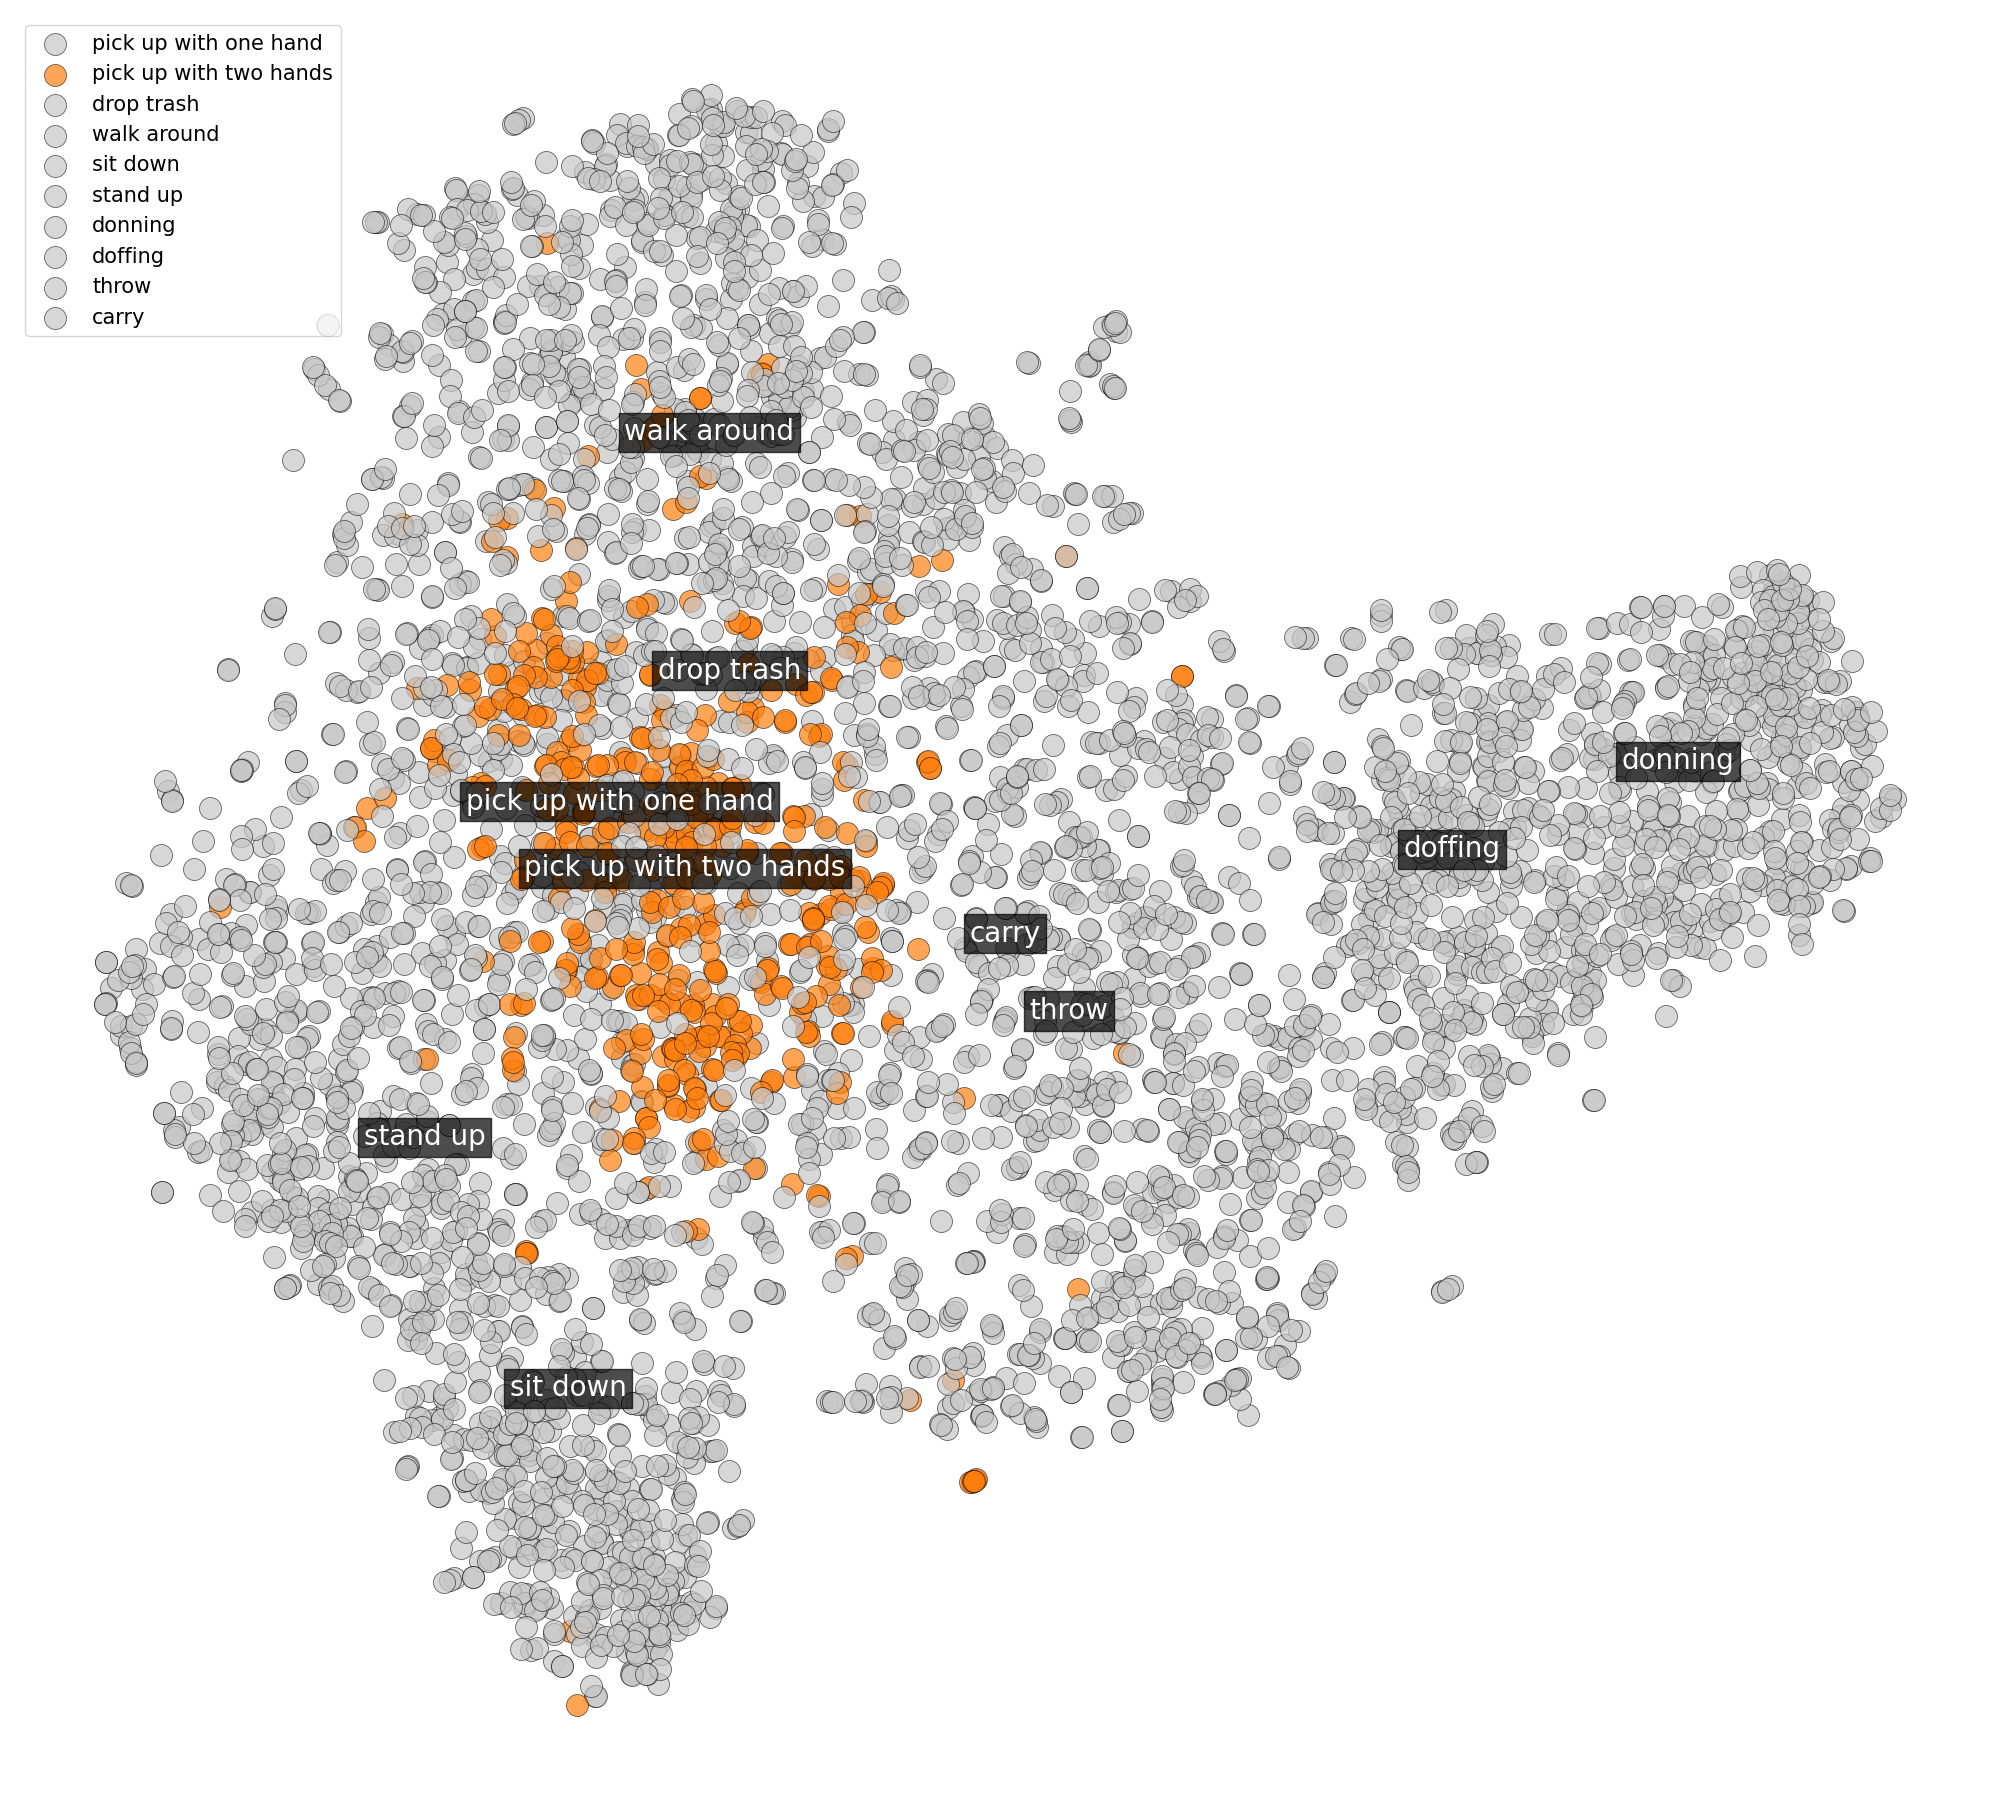 pick up with one hand
pick up with two hands
drop trash
walk around
sit down
stand up
donning
doffing
throw
carry
walk around
drop trash
donning
pick up with one hand
doffing
pick up with two hands
carry
throw
stand up
sit down